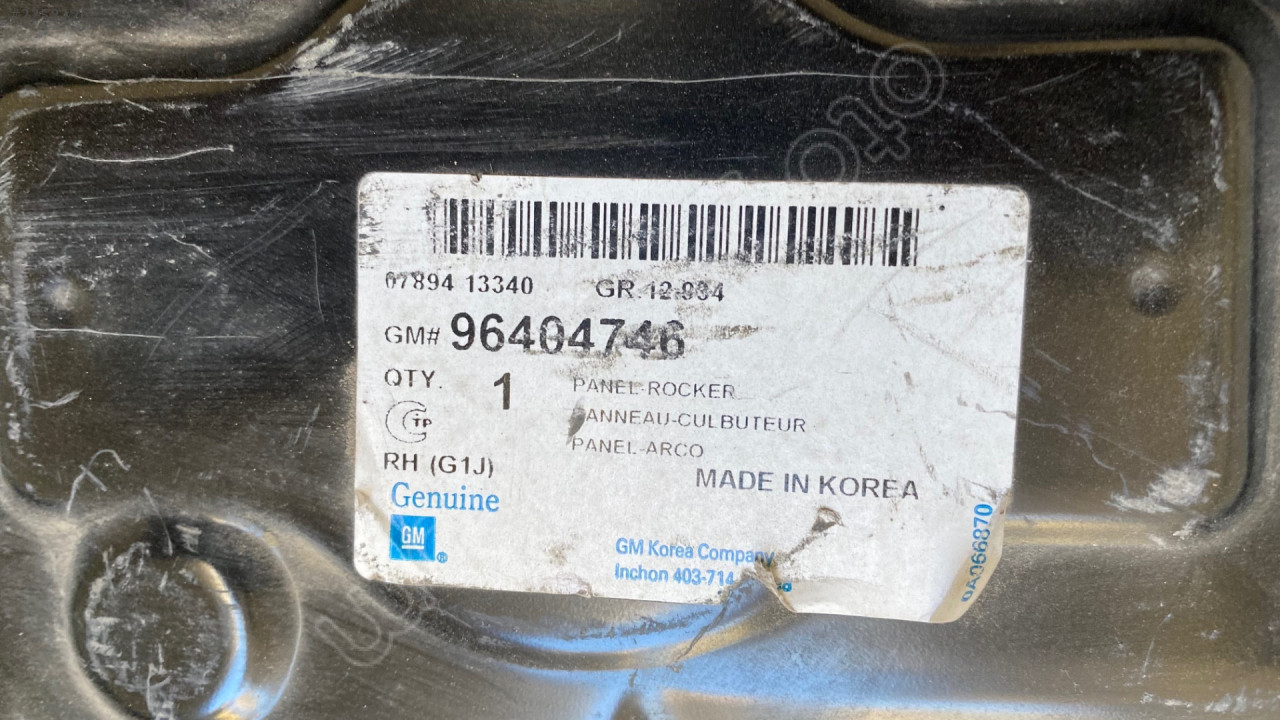 07894 13340 GR.12-934
GM# 96404746
QTY. 1 PANEL-ROCKER
PANNEAU-CULBUTEUR
PANEL-ARCO
RH (G1J)
MADE IN KOREA
Genuine
GM
GM Korea Company
Inchon 403-714
0A066870